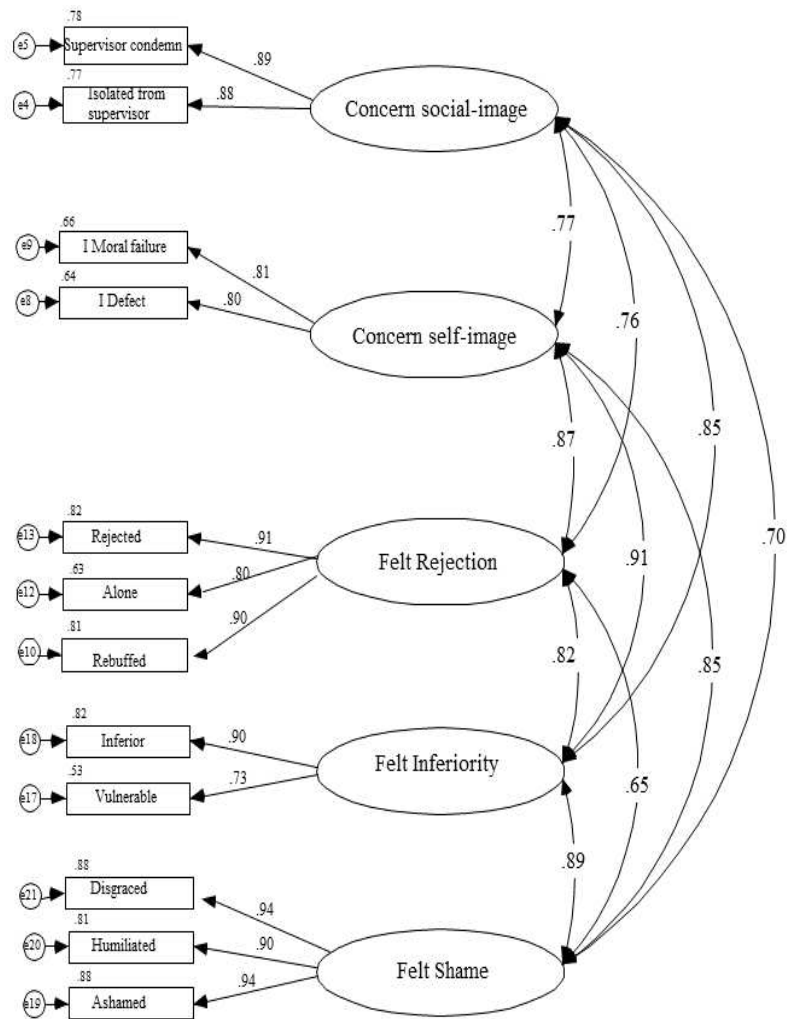 .78
e5
Supervisor condemn
.89
.77
e4
Isolated from
supervisor
.88
Concern social-image
.77
.66
e9
I Moral failure
.81
.64
e8
I Defect
.80
Concern self-image
.76
.87
.85
.82
e13
Rejected
.91
.63
e12
Alone
.80
.81
e10
Rebuffed
.90
Felt Rejection
.91
.70
.82
.85
.82
e18
Inferior
.90
.53
e17
Vulnerable
.73
Felt Inferiority
.65
.89
.88
e21
Disgraced
.94
.81
e20
Humiliated
.90
.88
e19
Ashamed
.94
Felt Shame